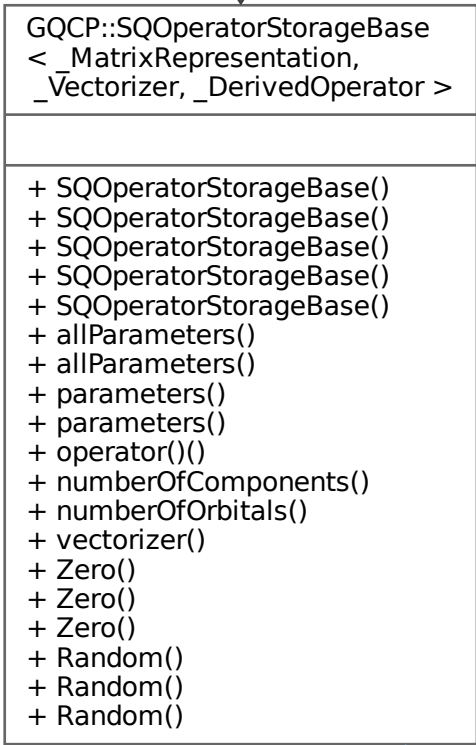 GQCP::SQOperatorStorageBase
< _MatrixRepresentation,
_Vectorizer, _DerivedOperator >
+ SQOperatorStorageBase()
+ SQOperatorStorageBase()
+ SQOperatorStorageBase()
+ SQOperatorStorageBase()
+ SQOperatorStorageBase()
+ allParameters()
+ allParameters()
+ parameters()
+ parameters()
+ operator()()
+ numberOfComponents()
+ numberOfOrbitals()
+ vectorizer()
+ Zero()
+ Zero()
+ Zero()
+ Random()
+ Random()
+ Random()